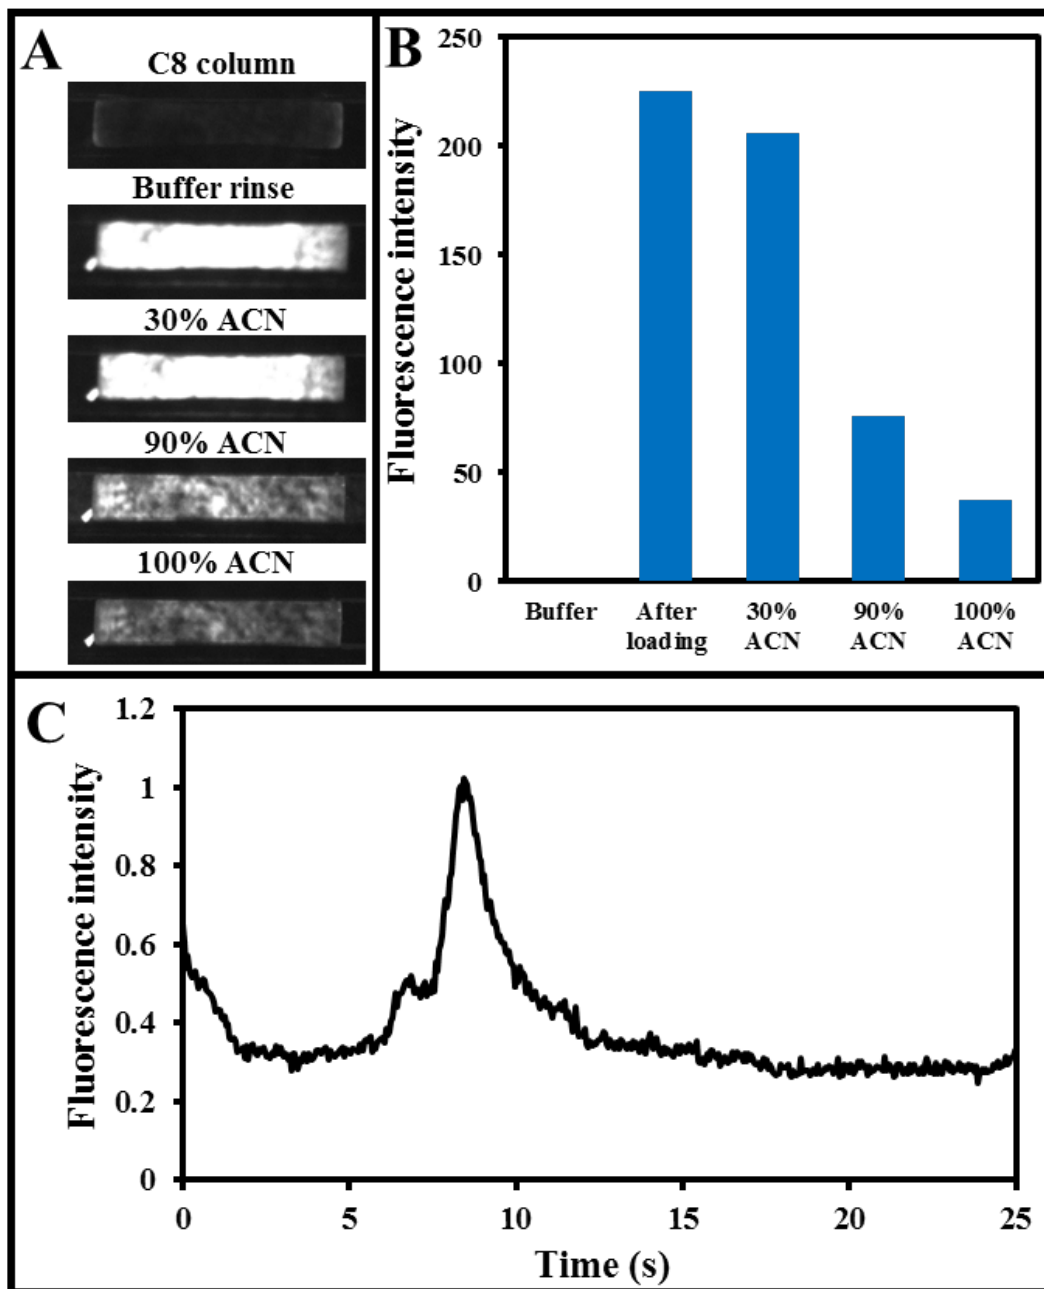 A
C8 column
Buffer rinse
30% ACN
90% ACN
100% ACN
B
Fluorescence intensity
250
200
150
100
50
0
Buffer
After
loading
30%
ACN
90%
ACN
100%
ACN
C
Fluorescence intensity
1.2
1
0.8
0.6
0.4
0.2
0
0 5 10 15 20 25
Time (s)